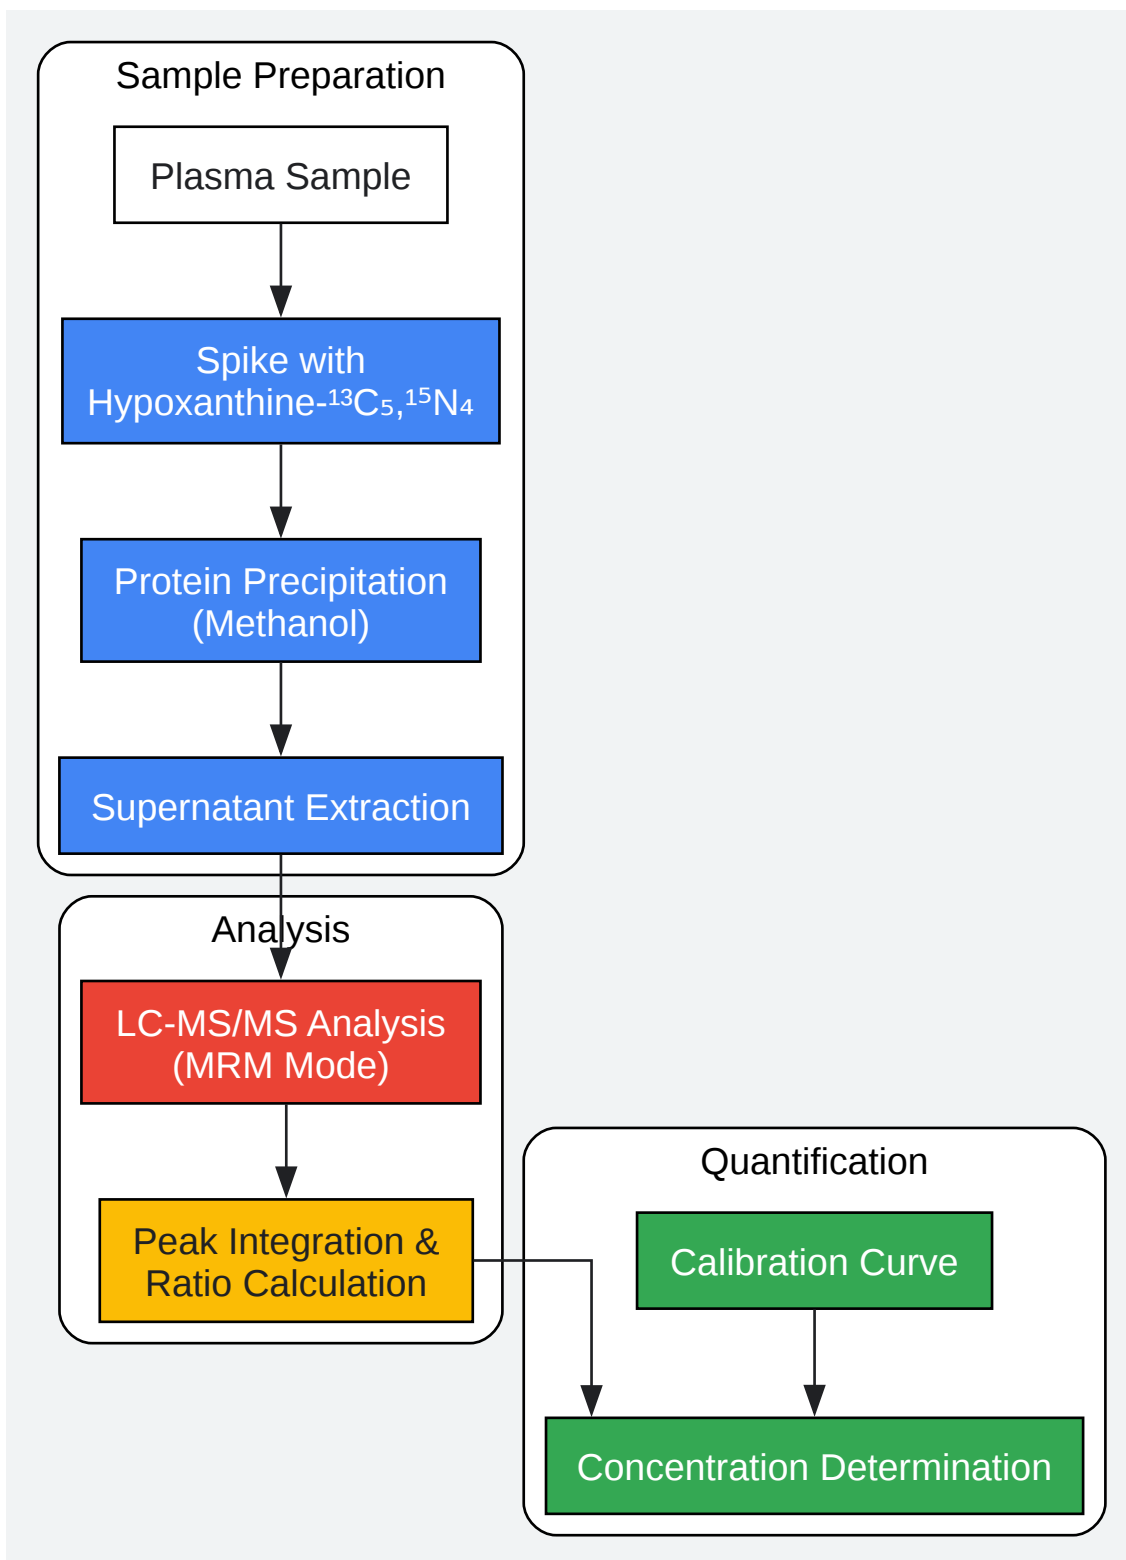 Sample Preparation
Plasma Sample
Spike with
Hypoxanthine-¹³C₅,¹⁵N₄
Protein Precipitation
(Methanol)
Supernatant Extraction
Analysis
LC-MS/MS Analysis
(MRM Mode)
Peak Integration &
Ratio Calculation
Quantification
Calibration Curve
Concentration Determination